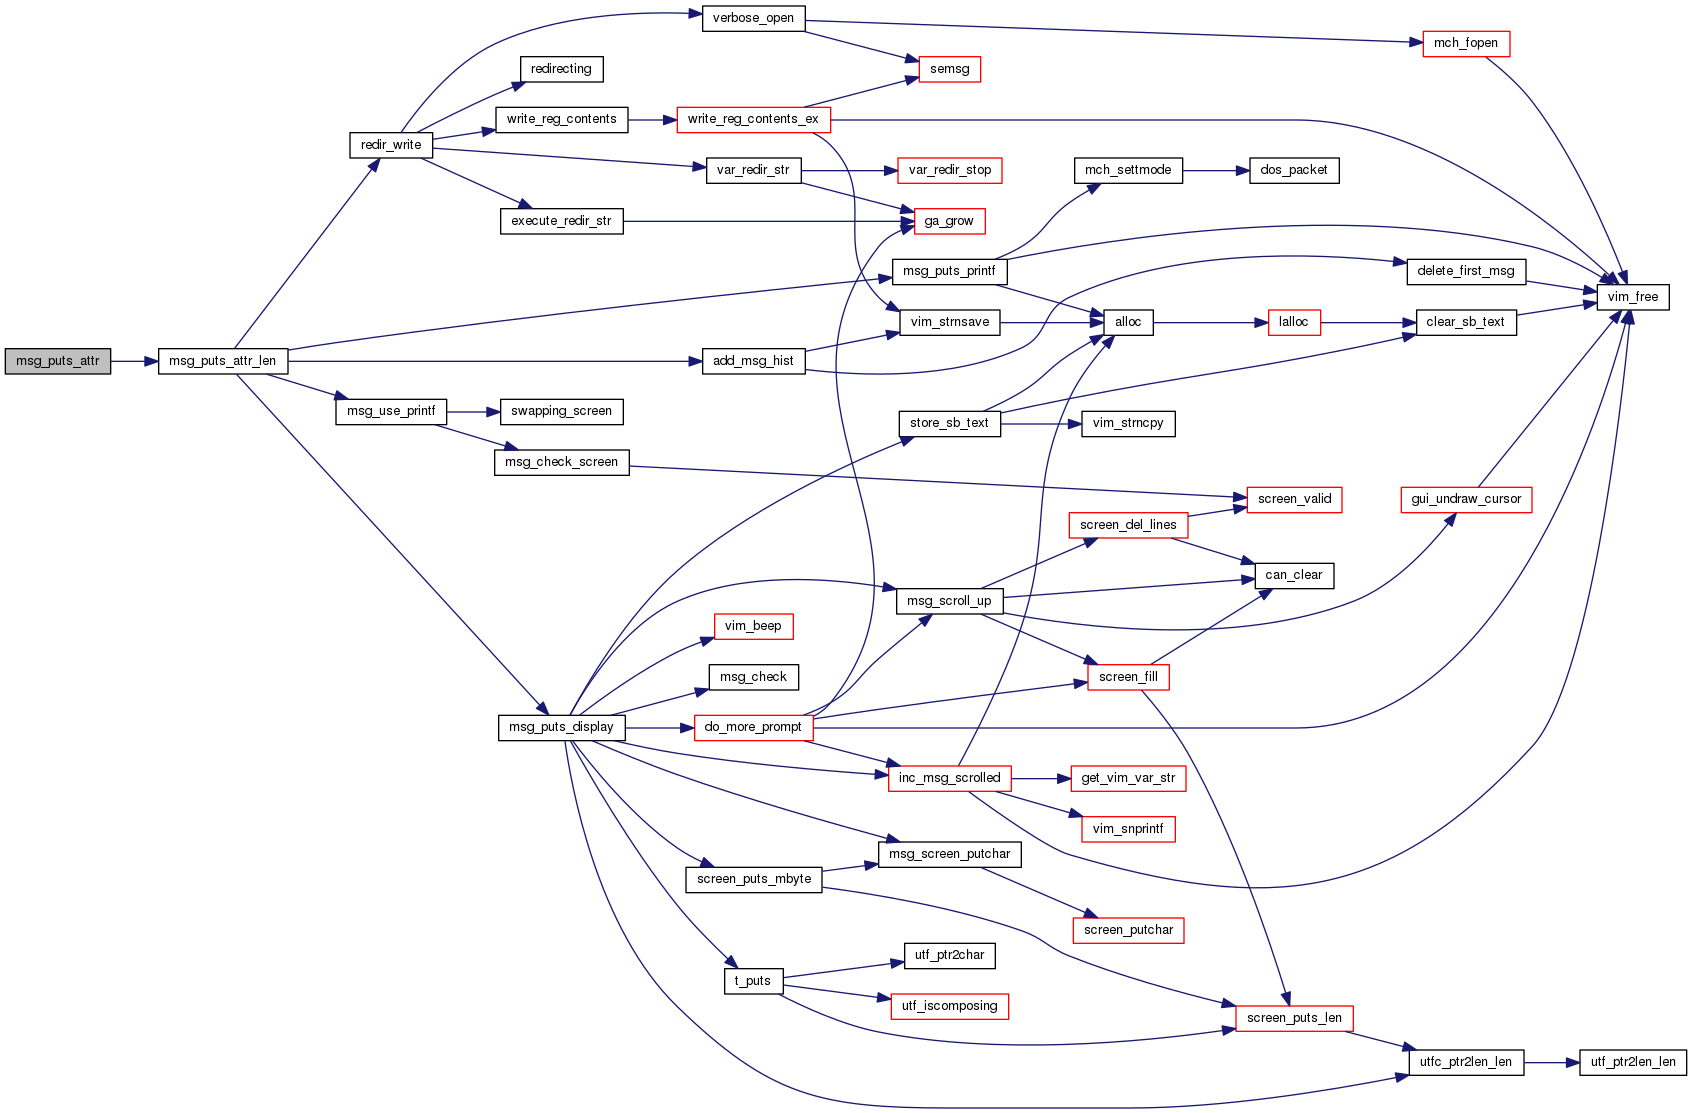 verbose_open
mch_fopen
redirecting
semsg
write_reg_contents
write_reg_contents_ex
redir_write
var_redir_str
var_redir_stop
mch_settmode
dos_packet
execute_redir_str
ga_grow
msg_puts_printf
delete_first_msg
vim_free
vim_strnsave
alloc
lalloc
clear_sb_text
msg_puts_attr
msg_puts_attr_len
add_msg_hist
msg_use_printf
swapping_screen
store_sb_text
vim_strncpy
msg_check_screen
screen_valid
gui_undraw_cursor
screen_del_lines
can_clear
msg_scroll_up
vim_beep
msg_check
screen_fill
msg_puts_display
do_more_prompt
inc_msg_scrolled
get_vim_var_str
vim_snprintf
msg_screen_putchar
screen_puts_mbyte
screen_putchar
utf_ptr2char
t_puts
utf_iscomposing
screen_puts_len
utfc_ptr2len_len
utf_ptr2len_len